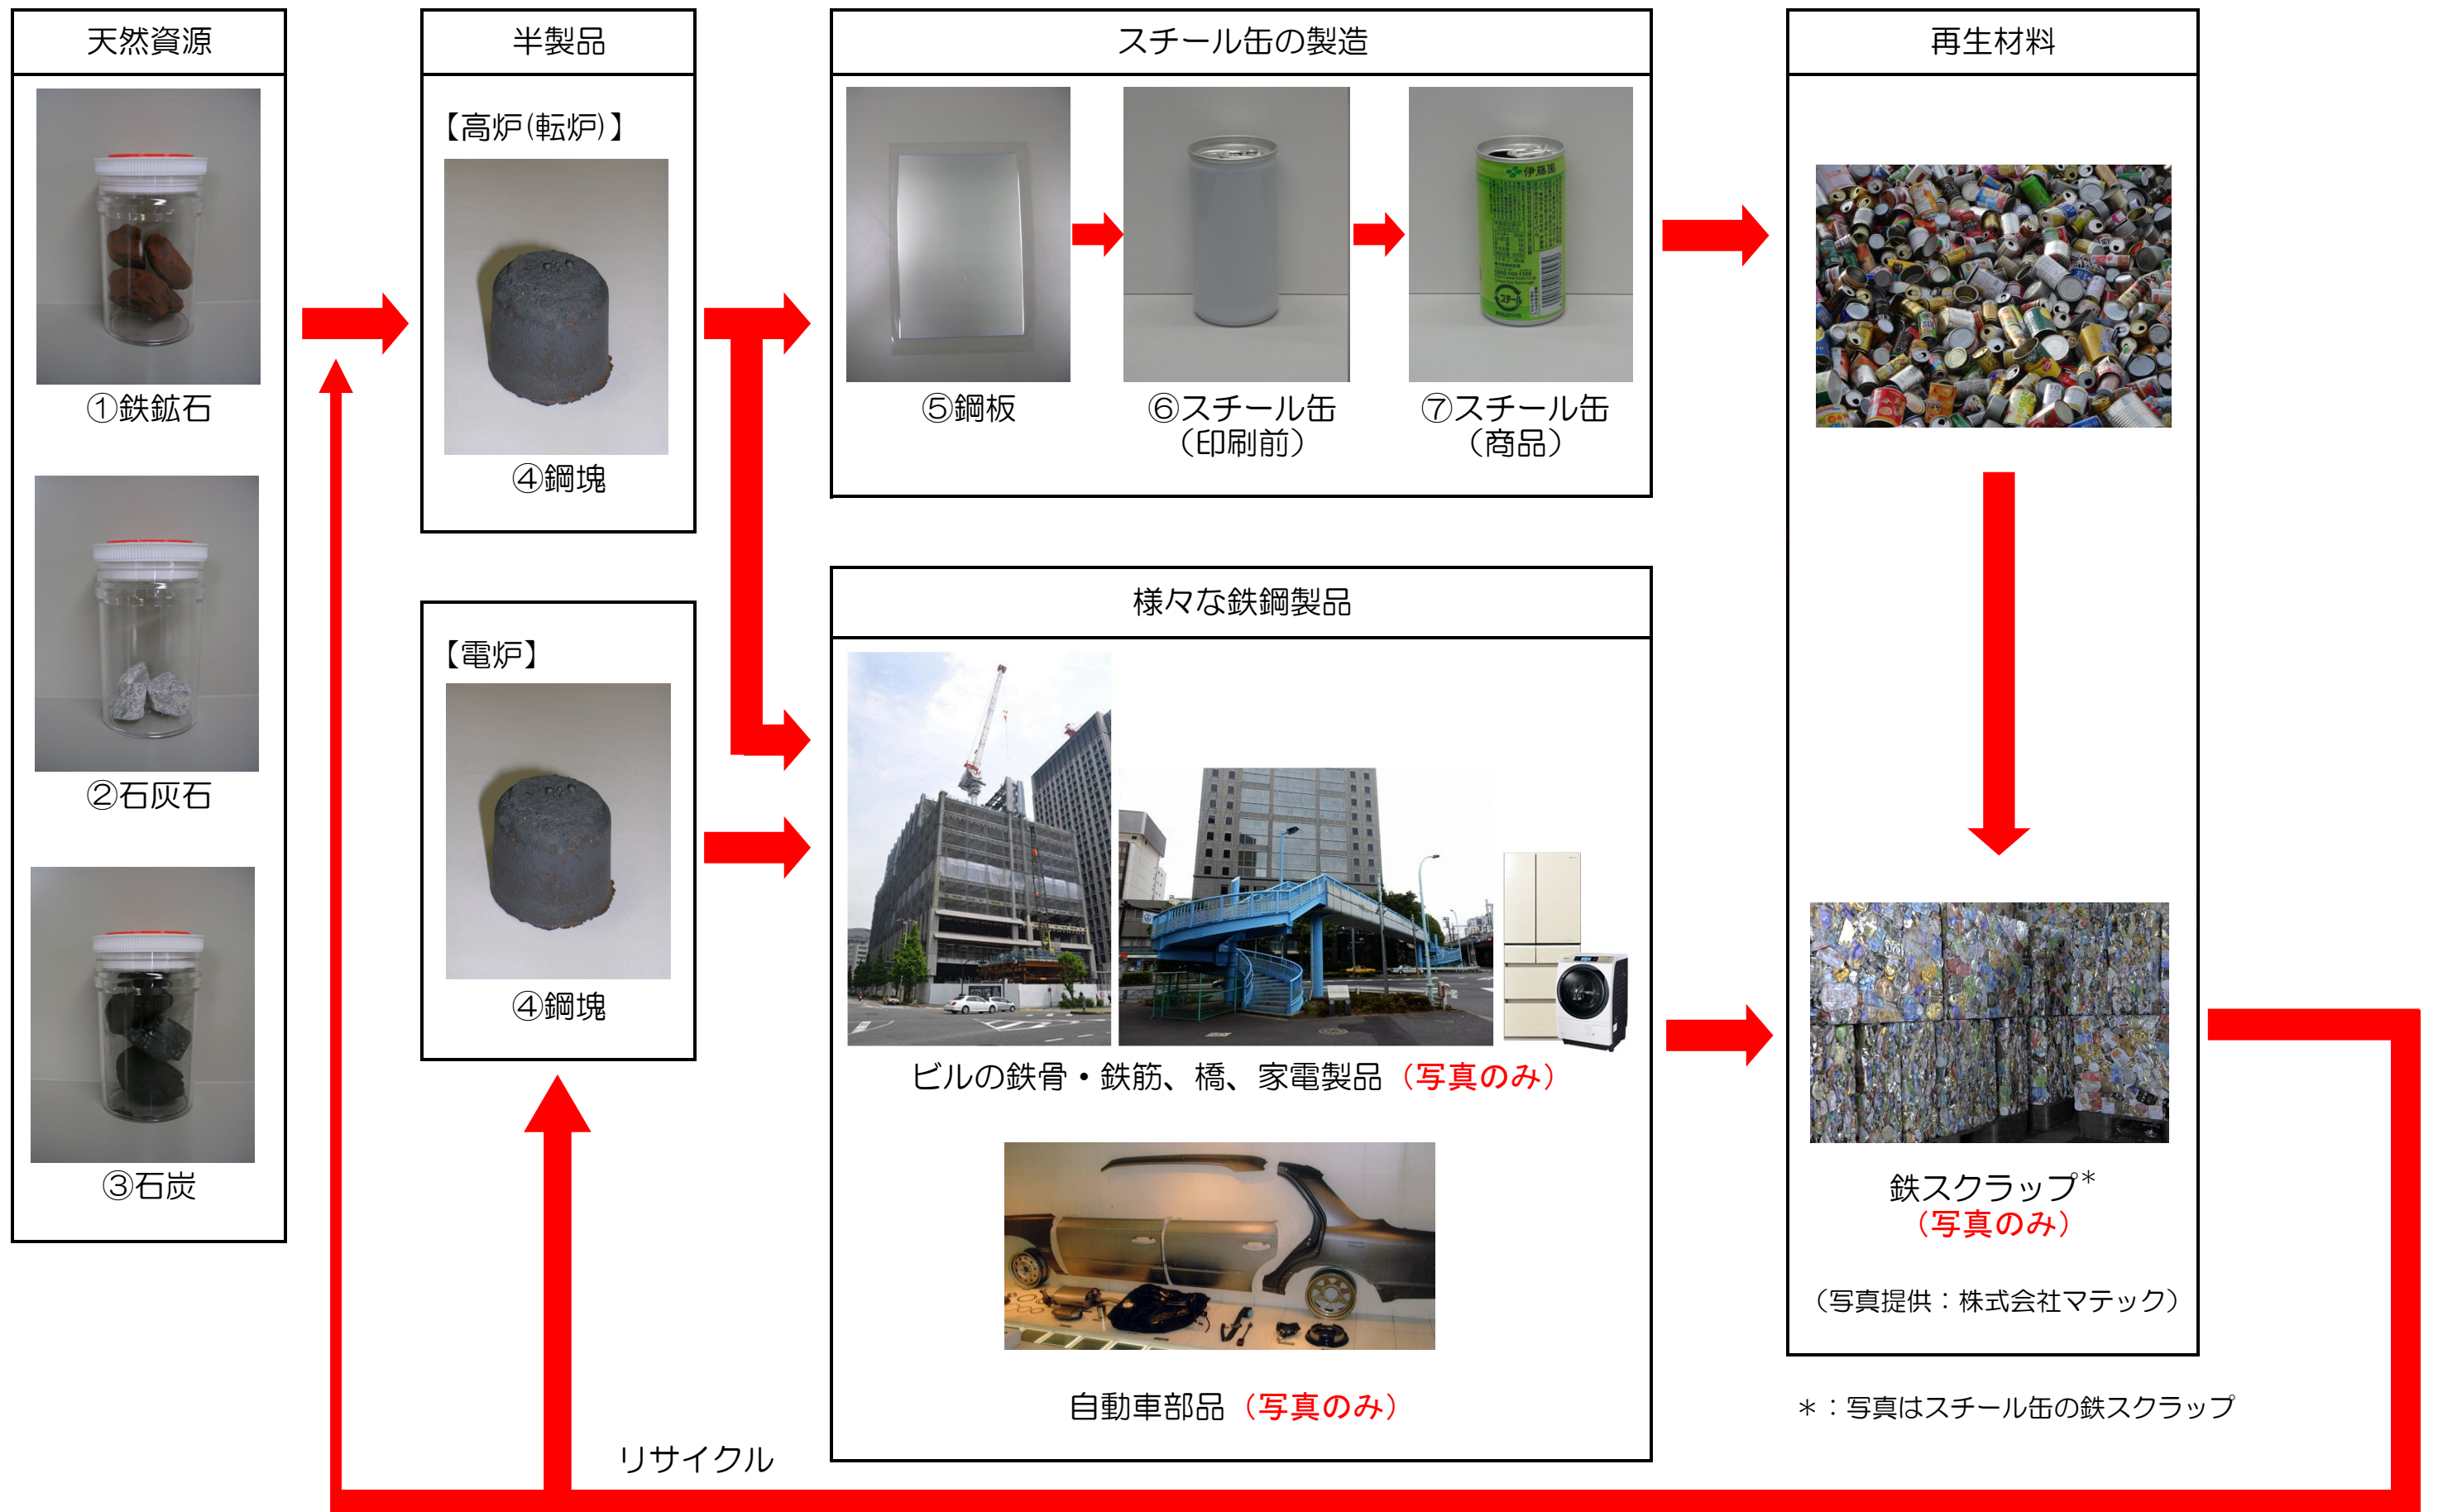 天然資源
①鉄鉱石
②石灰石
③石炭
半製品
【高炉(転炉)】
④鋼塊
【電炉】
④鋼塊
スチール缶の製造
⑤鋼板
⑥スチール缶
（印刷前）
⑦スチール缶
（商品）
伊藤園
スチール
様々な鉄鋼製品
ビルの鉄骨・鉄筋、橋、家電製品（写真のみ）
自動車部品（写真のみ）
再生材料
鉄スクラップ*
（写真のみ）
（写真提供：株式会社マテック）
＊：写真はスチール缶の鉄スクラップ
リサイクル